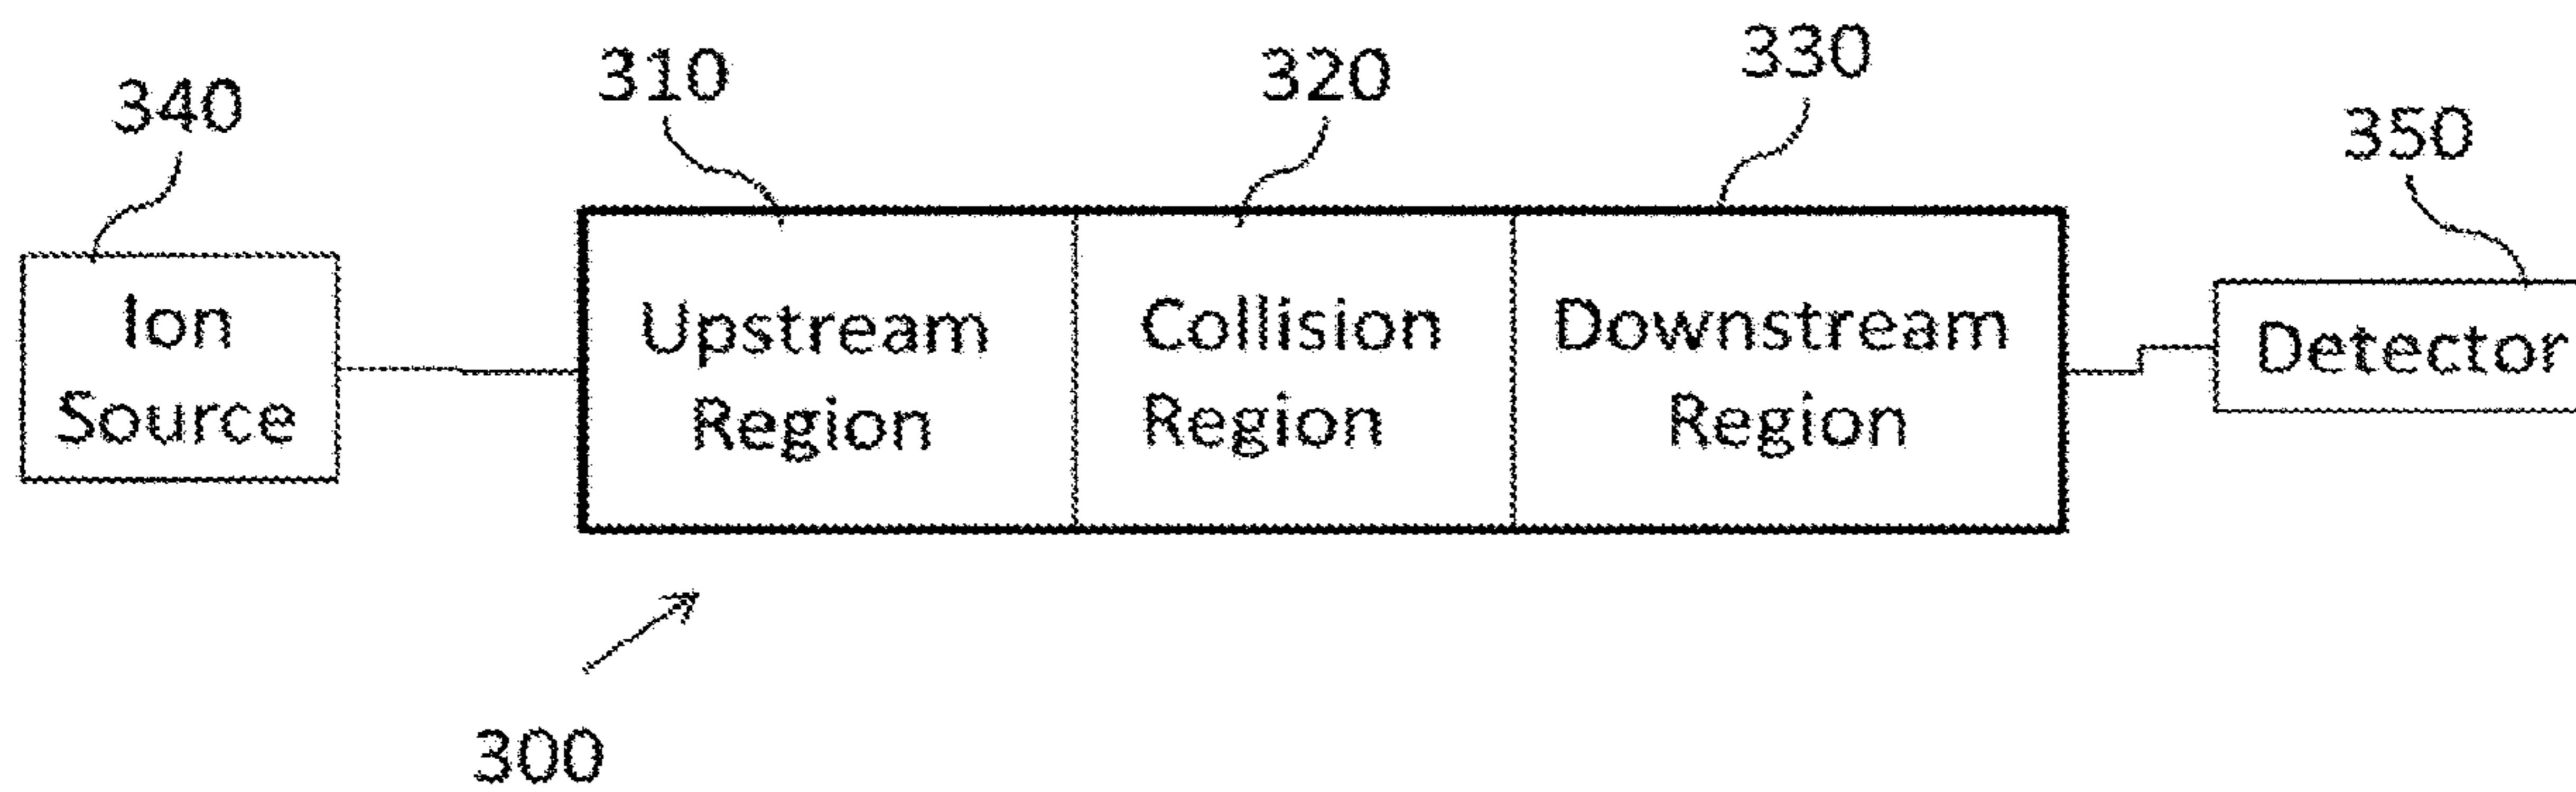 340
310
320
330
350
Ion
Source
Upstream
Region
Collision
Region
Downstream
Region
Detector
300